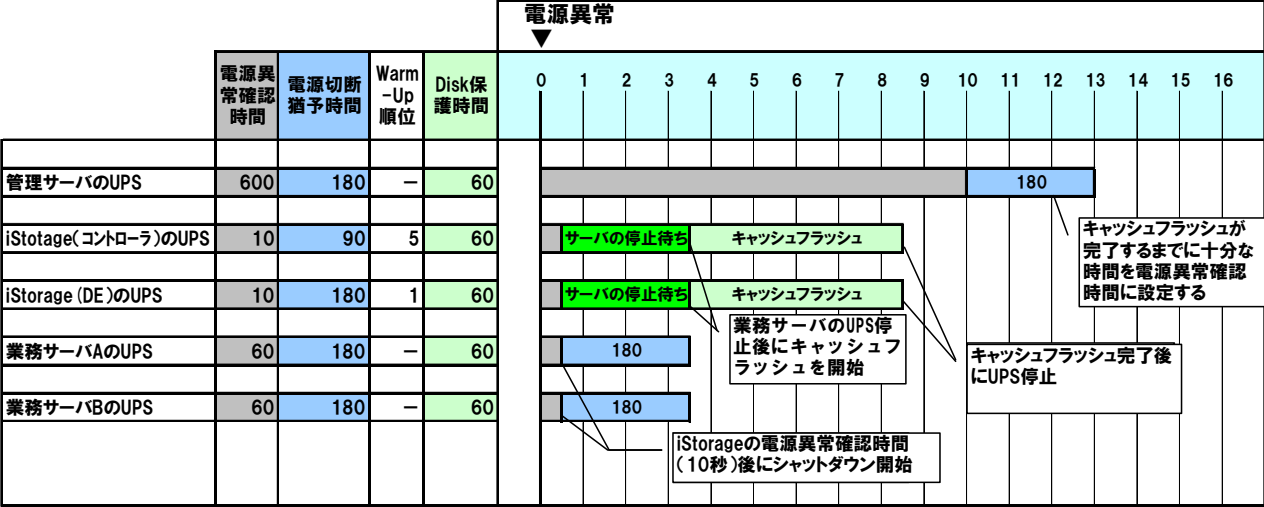 電源異常
▼
電源異
常確認
時間
電源切断
猶予時間
Warm
-Up
順位
Disk保
護時間
0 1 2 3 4 5 6 7 8 9 10 11 12 13 14 15 16
管理サーバのUPS 600 180 － 60 180
キャッシュフラッシュが
完了するまでに十分な
時間を電源異常確認
時間に設定する
iStotage(コントローラ)のUPS 10 90 5 60 サーバの停止待ち キャッシュフラッシュ
iStorage(DE)のUPS 10 180 1 60 サーバの停止待ち キャッシュフラッシュ
業務サーバのUPS停
止後にキャッシュフ
ラッシュを開始
キャッシュフラッシュ完了後
にUPS停止
業務サーバAのUPS 60 180 － 60 180
業務サーバBのUPS 60 180 － 60 180
iStorageの電源異常確認時間
(10秒)後にシャットダウン開始